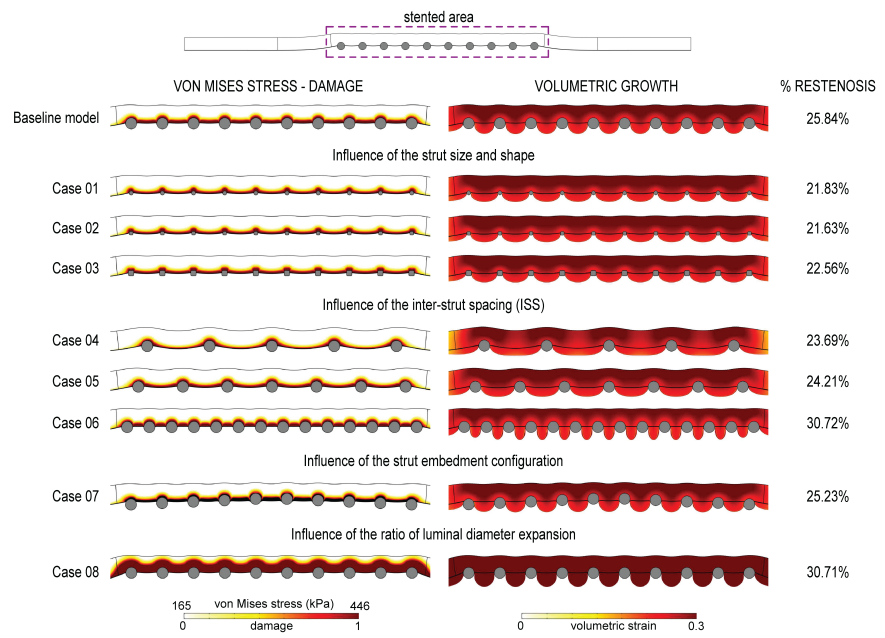 stented area
VON MISES STRESS - DAMAGE VOLUMETRIC GROWTH % RESTENOSIS
Baseline model 25.84%
Influence of the strut size and shape
Case 01 21.83%
Case 02 21.63%
Case 03 22.56%
Influence of the inter-strut spacing (ISS)
Case 04 23.69%
Case 05 24.21%
Case 06 30.72%
Influence of the strut embedment configuration
Case 07 25.23%
Influence of the ratio of luminal diameter expansion
Case 08 30.71%
165 von Mises stress (kPa) 446
0 damage 1
0 volumetric strain 0.3